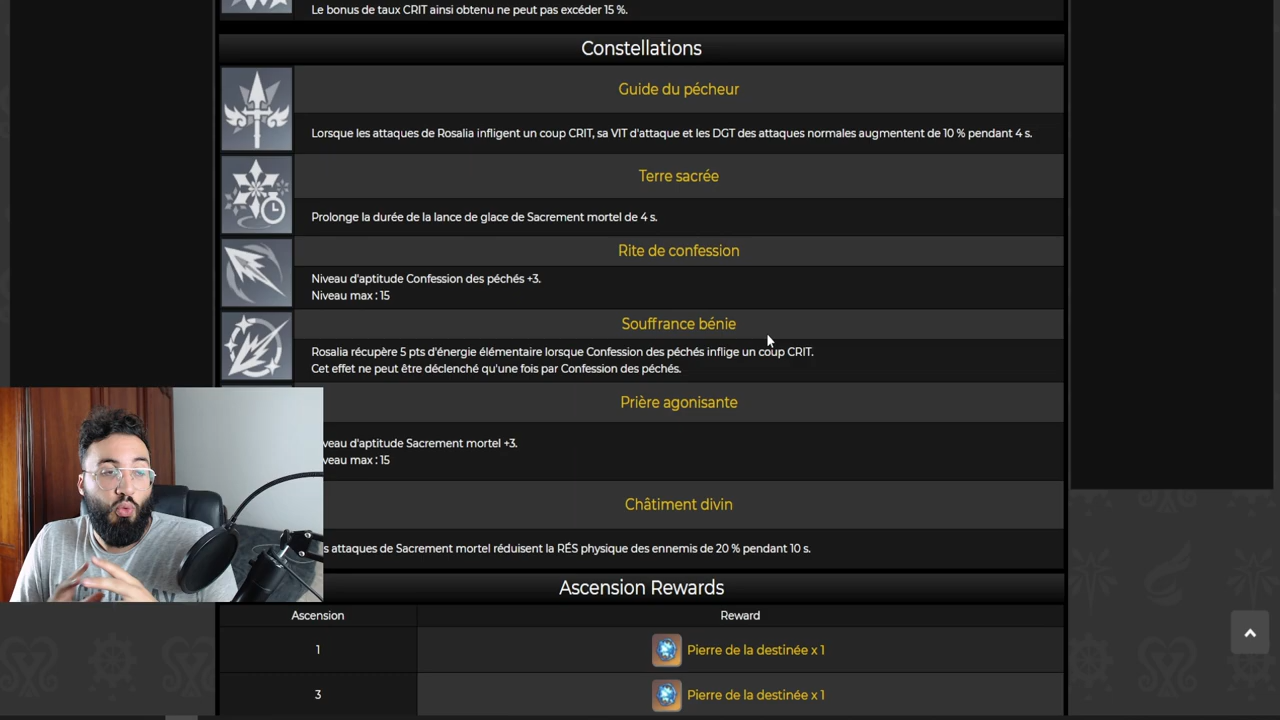 Le bonus de taux CRIT ainsi obtenu ne peut pas excéder 15 %.
Constellations
Guide du pécheur
Lorsque les attaques de Rosalia infligent un coup CRIT, sa VIT d'attaque et les DGT des attaques normales augmentent de 10 % pendant 4 s.
Terre sacrée
Prolonge la durée de la lance de glace de Sacrement mortel de 4 s.
Rite de confession
Niveau d'aptitude Confession des péchés +3.
Niveau max : 15
Souffrance bénie
Rosalia récupère 5 pts d'énergie élémentaire lorsque Confession des péchés inflige un coup CRIT.
Cet effet ne peut être déclenché qu'une fois par Confession des péchés.
Prière agonisante
veau d'aptitude Sacrement mortel +3.
veau max : 15
Châtiment divin
s attaques de Sacrement mortel réduisent la RÉS physique des ennemis de 20 % pendant 10 s.
Ascension Rewards
Ascension Reward
1 Pierre de la destinée x 1
3 Pierre de la destinée x 1